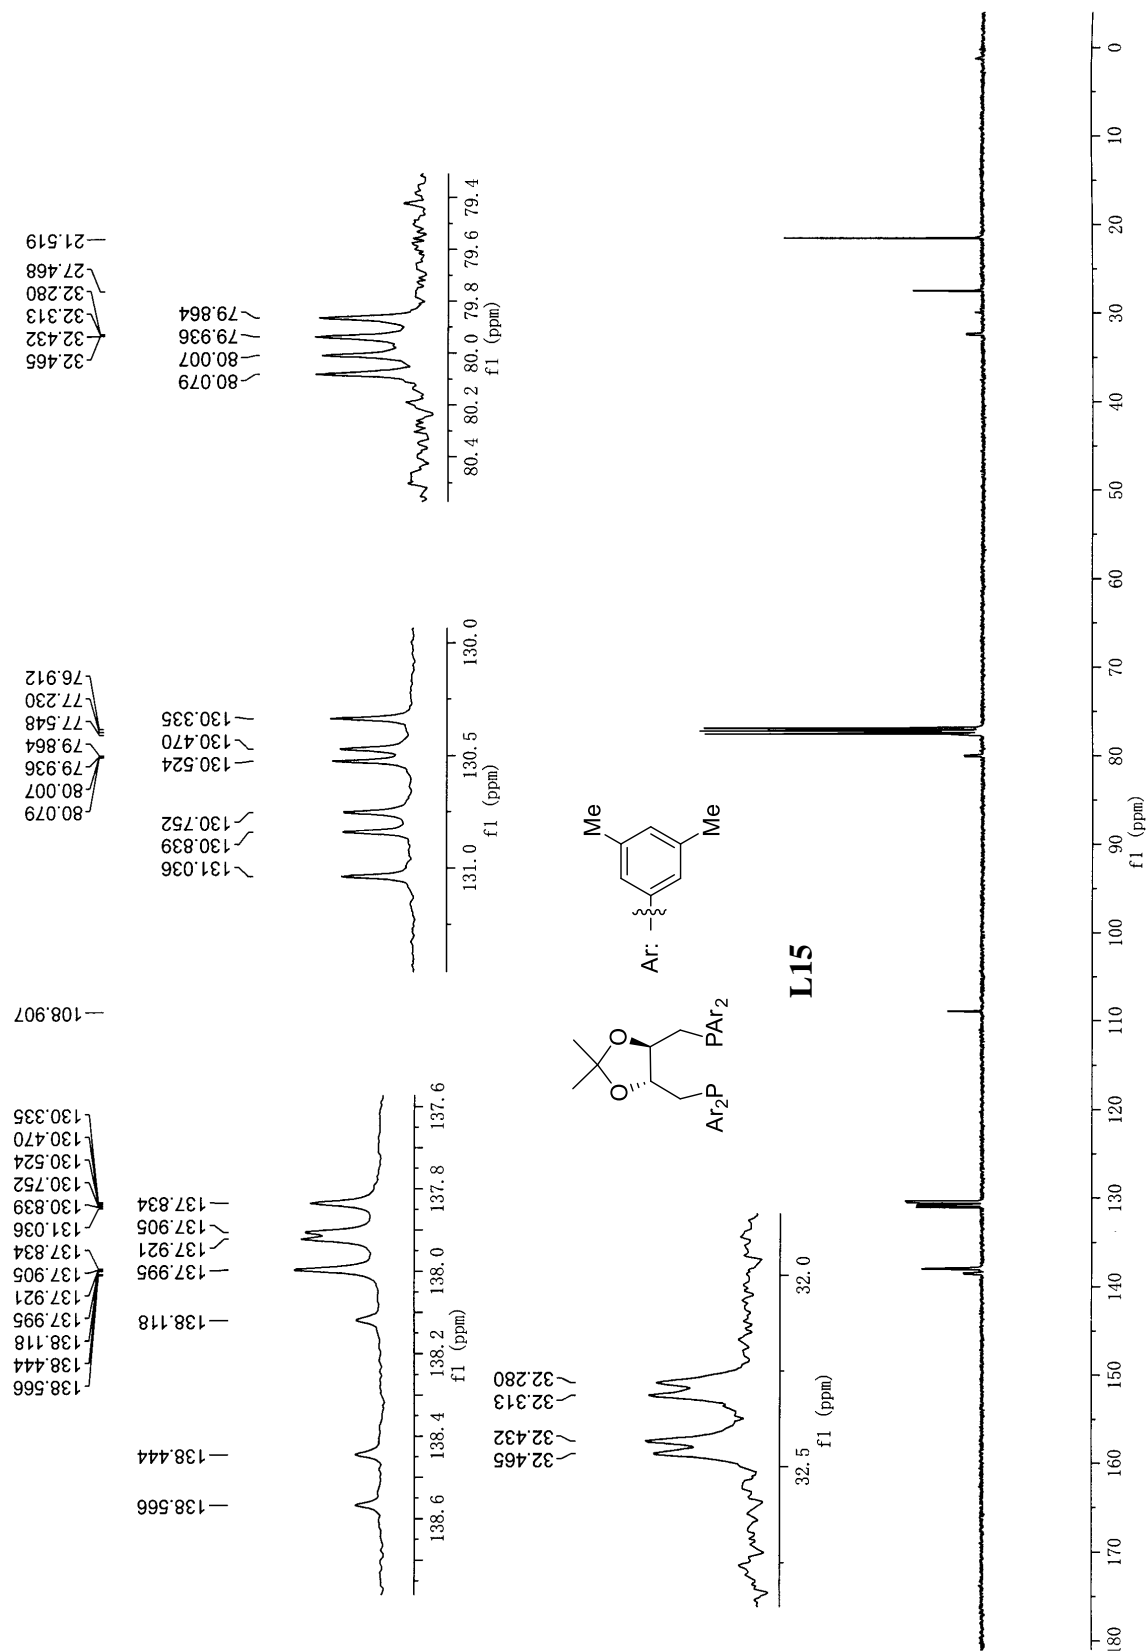 138.566
138.444
138.118
137.995
137.921
137.905
137.834
131.036
130.839
130.752
130.524
130.470
130.335
108.907
80.079
80.007
79.936
79.864
77.548
77.230
76.912
32.465
32.432
32.313
32.280
27.468
21.519
138.566
138.444
138.118
137.995
137.921
137.905
137.834
138.6 138.4 138.2 138.0 137.8 137.6
f1 (ppm)
131.036
130.839
130.752
130.524
130.470
130.335
131.0 130.5 130.0
f1 (ppm)
80.079
80.007
79.936
79.864
80.4 80.2 80.0 79.8 79.6 79.4
f1 (ppm)
32.465
32.432
32.313
32.280
32.5 32.0
f1 (ppm)
O
O
Ar2P
PAr2
Ar:
Me
Me
L15
180 170 160 150 140 130 120 110 100 90 80 70 60 50 40 30 20 10 0
f1 (ppm)